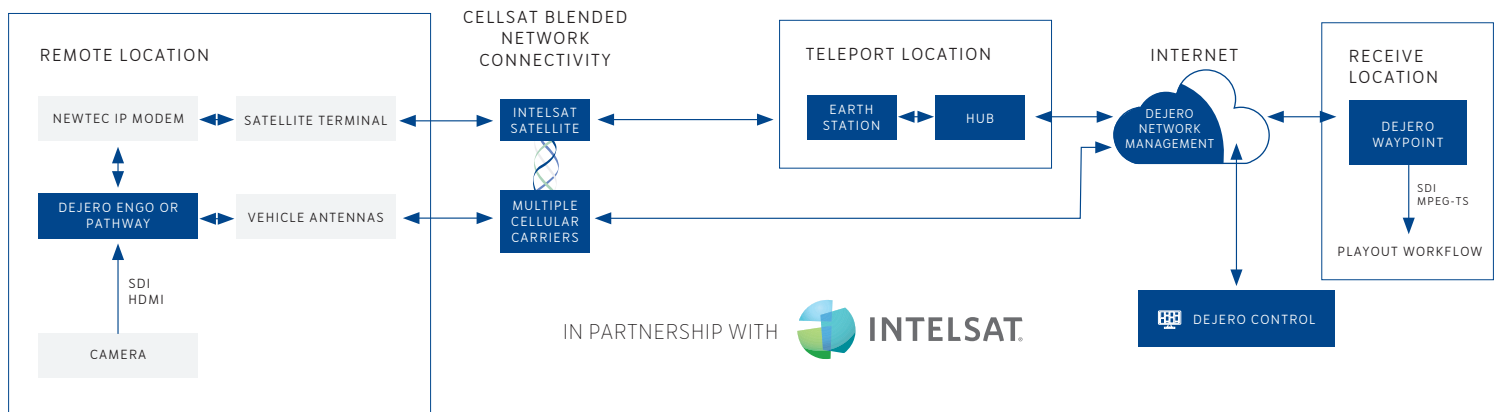 REMOTE LOCATION
NEWTEC IP MODEM
SATELLITE TERMINAL
DEJERO ENGO OR
PATHWAY
VEHICLE ANTENNAS
SDI
HDMI
CAMERA
CELLSAT BLENDED
NETWORK
CONNECTIVITY
INTELSAT
SATELLITE
MULTIPLE
CELLULAR
CARRIERS
TELEPORT LOCATION
EARTH
STATION
HUB
INTERNET
DEJERO
NETWORK
MANAGEMENT
RECEIVE
LOCATION
DEJERO
WAYPOINT
SDI
MPEG-TS
PLAYOUT WORKFLOW
DEJERO CONTROL
IN PARTNERSHIP WITH INTELSAT®